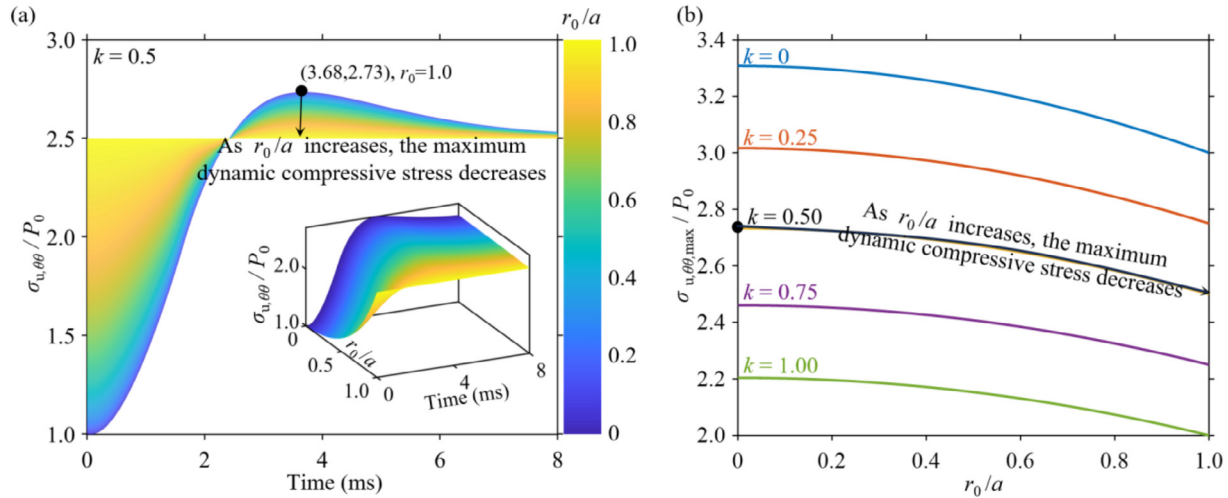 (a)
r₀/a
3.0
k = 0.5
(3.68,2.73), r₀=1.0
2.5
As r₀/a increases, the maximum
dynamic compressive stress decreases
σu,θθ / P₀
2.0
1.5
1.0
0
2
4
6
8
Time (ms)
σu,θθ / P₀
2.0
1.0
0
0.5
1.0
r₀/a
0
4
8
Time (ms)
1.0
0.8
0.6
0.4
0.2
0
(b)
3.4
3.2
3.0
2.8
2.6
2.4
2.2
2.0
σ u,θθ,max / P₀
k = 0
k = 0.25
k = 0.50
As r₀/a increases, the maximum
dynamic compressive stress decreases
k = 0.75
k = 1.00
0
0.2
0.4
0.6
0.8
1.0
r₀/a